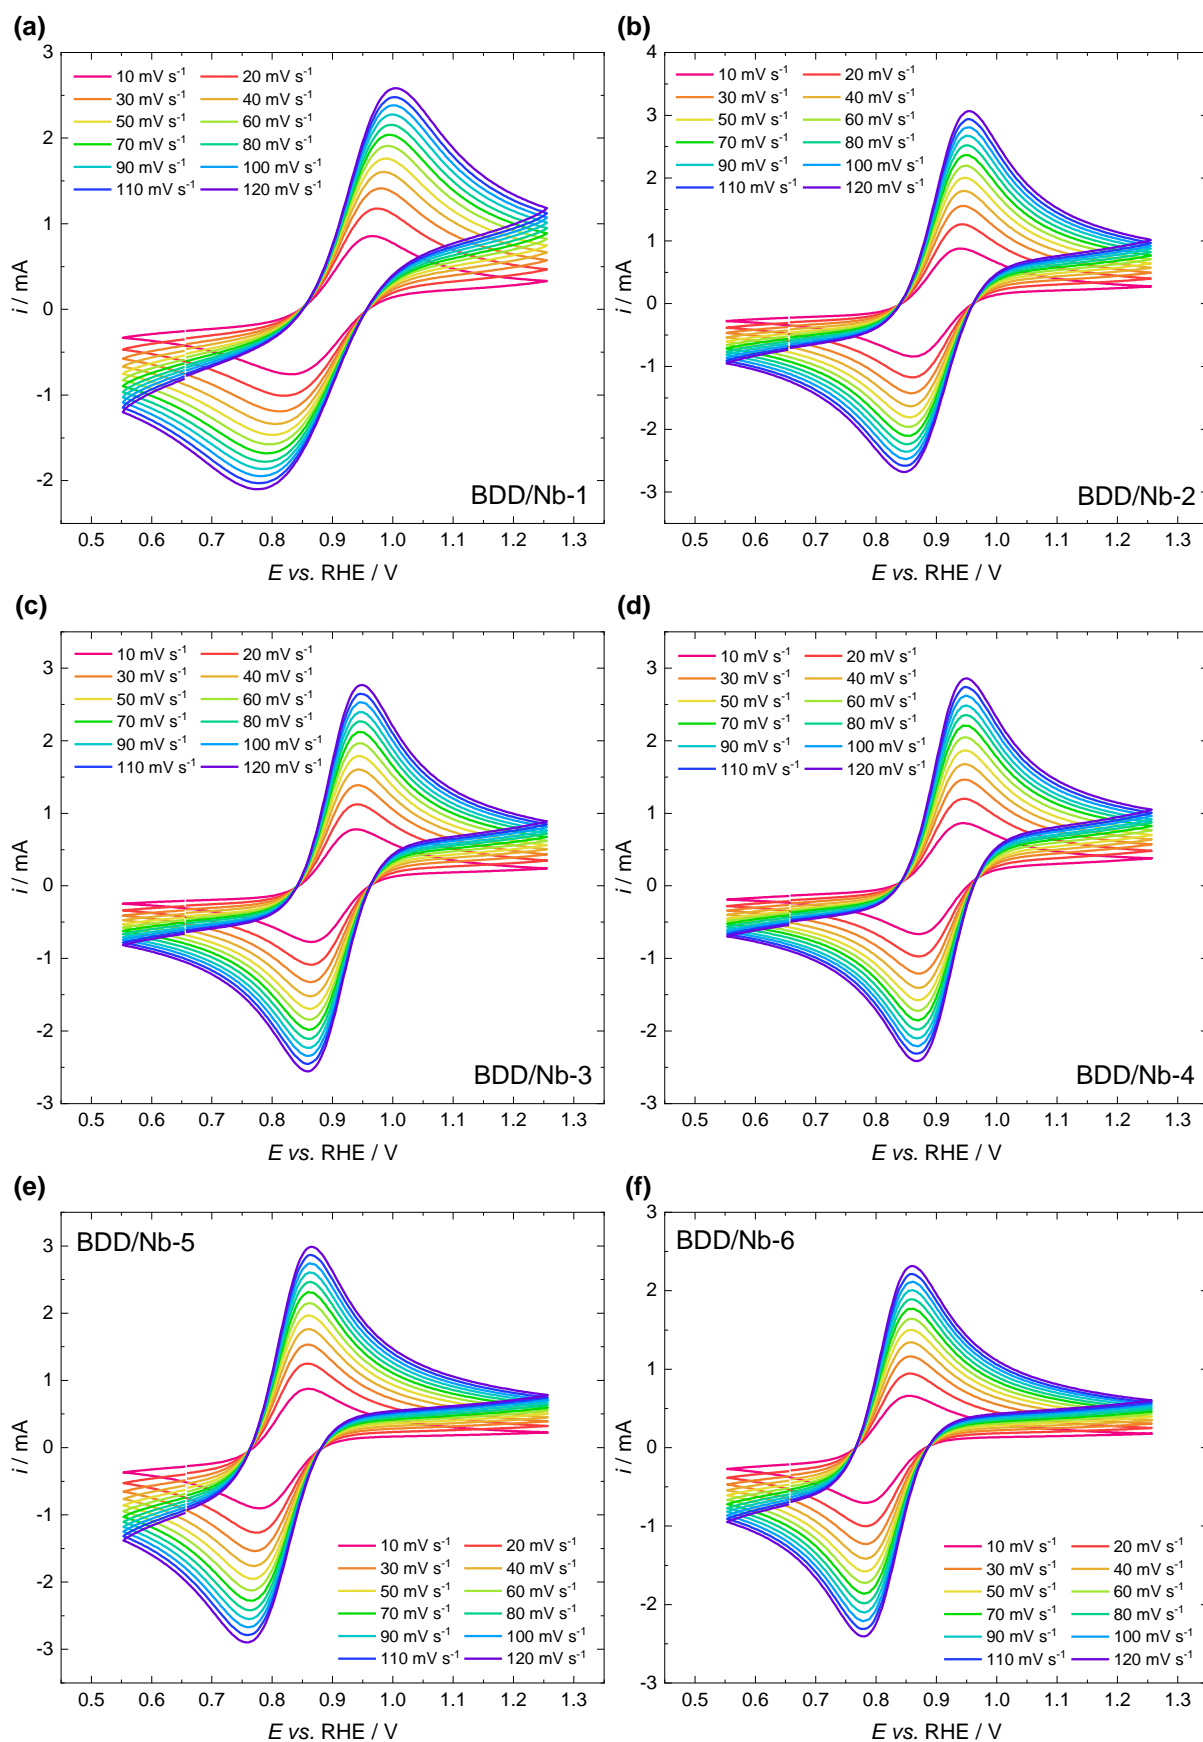 (a)
3
2
1
0
-1
-2
i / mA
10 mV s⁻¹ 20 mV s⁻¹
30 mV s⁻¹ 40 mV s⁻¹
50 mV s⁻¹ 60 mV s⁻¹
70 mV s⁻¹ 80 mV s⁻¹
90 mV s⁻¹ 100 mV s⁻¹
110 mV s⁻¹ 120 mV s⁻¹
BDD/Nb-1
0.5 0.6 0.7 0.8 0.9 1.0 1.1 1.2 1.3
E vs. RHE / V
(b)
4
3
2
1
0
-1
-2
-3
i / mA
10 mV s⁻¹ 20 mV s⁻¹
30 mV s⁻¹ 40 mV s⁻¹
50 mV s⁻¹ 60 mV s⁻¹
70 mV s⁻¹ 80 mV s⁻¹
90 mV s⁻¹ 100 mV s⁻¹
110 mV s⁻¹ 120 mV s⁻¹
BDD/Nb-2
0.5 0.6 0.7 0.8 0.9 1.0 1.1 1.2 1.3
E vs. RHE / V
(c)
3
2
1
0
-1
-2
-3
i / mA
10 mV s⁻¹ 20 mV s⁻¹
30 mV s⁻¹ 40 mV s⁻¹
50 mV s⁻¹ 60 mV s⁻¹
70 mV s⁻¹ 80 mV s⁻¹
90 mV s⁻¹ 100 mV s⁻¹
110 mV s⁻¹ 120 mV s⁻¹
BDD/Nb-3
0.5 0.6 0.7 0.8 0.9 1.0 1.1 1.2 1.3
E vs. RHE / V
(d)
3
2
1
0
-1
-2
-3
i / mA
10 mV s⁻¹ 20 mV s⁻¹
30 mV s⁻¹ 40 mV s⁻¹
50 mV s⁻¹ 60 mV s⁻¹
70 mV s⁻¹ 80 mV s⁻¹
90 mV s⁻¹ 100 mV s⁻¹
110 mV s⁻¹ 120 mV s⁻¹
BDD/Nb-4
0.5 0.6 0.7 0.8 0.9 1.0 1.1 1.2 1.3
E vs. RHE / V
(e)
3
2
1
0
-1
-2
-3
i / mA
BDD/Nb-5
10 mV s⁻¹ 20 mV s⁻¹
30 mV s⁻¹ 40 mV s⁻¹
50 mV s⁻¹ 60 mV s⁻¹
70 mV s⁻¹ 80 mV s⁻¹
90 mV s⁻¹ 100 mV s⁻¹
110 mV s⁻¹ 120 mV s⁻¹
0.5 0.6 0.7 0.8 0.9 1.0 1.1 1.2 1.3
E vs. RHE / V
(f)
3
2
1
0
-1
-2
-3
i / mA
BDD/Nb-6
10 mV s⁻¹ 20 mV s⁻¹
30 mV s⁻¹ 40 mV s⁻¹
50 mV s⁻¹ 60 mV s⁻¹
70 mV s⁻¹ 80 mV s⁻¹
90 mV s⁻¹ 100 mV s⁻¹
110 mV s⁻¹ 120 mV s⁻¹
0.5 0.6 0.7 0.8 0.9 1.0 1.1 1.2 1.3
E vs. RHE / V